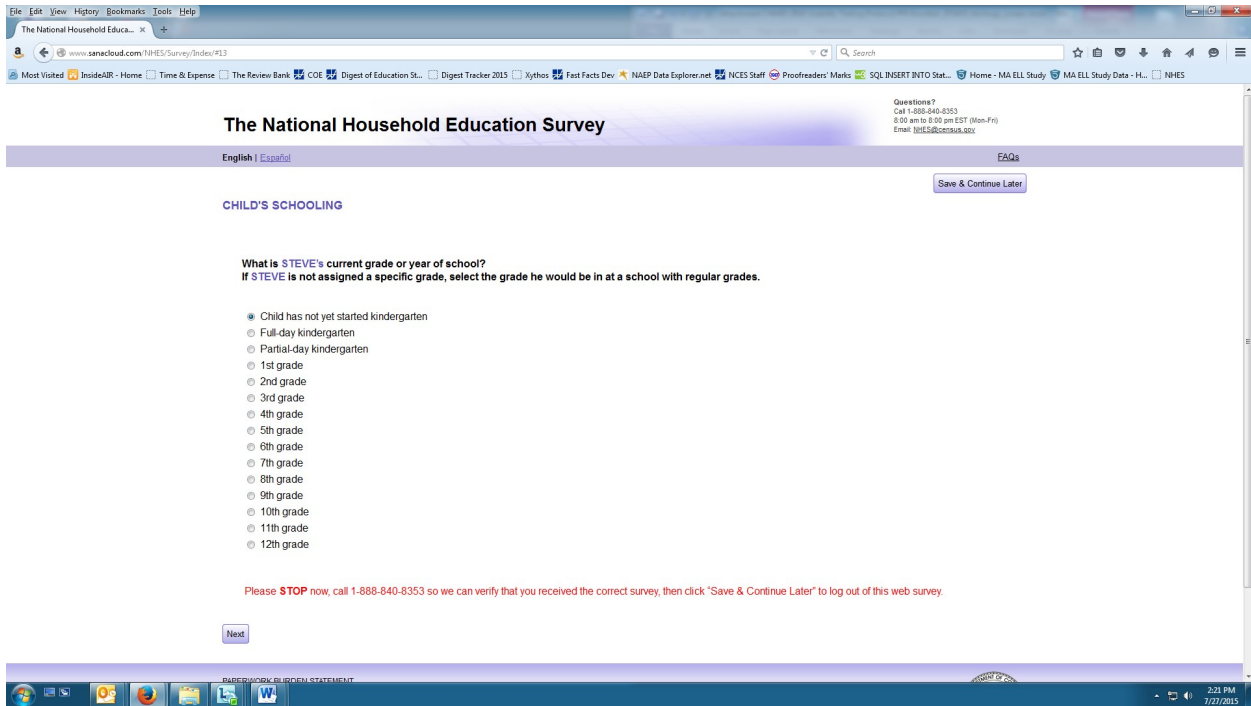 File Edit View History Bookmarks Tools Help
The National Household Educa... × +
www.sanacloud.com/NHES/Survey/Index/#13
Search
Most Visited InsideAIR - Home Time & Expense The Review Bank COE Digest of Education St... Digest Tracker 2015 Xythos Fast Facts Dev NAEP Data Explorer.net NCES Staff Proofreaders' Marks SQL INSERT INTO Stat... Home - MA ELL Study MA ELL Study Data - H... NHES
The National Household Education Survey
Questions?
Call 1-888-840-8353
8:00 am to 8:00 pm EST (Mon-Fri)
Email: NHES@census.gov
English | Español
FAQs
Save & Continue Later
CHILD'S SCHOOLING
What is STEVE's current grade or year of school?
If STEVE is not assigned a specific grade, select the grade he would be in at a school with regular grades.
Child has not yet started kindergarten
Full-day kindergarten
Partial-day kindergarten
1st grade
2nd grade
3rd grade
4th grade
5th grade
6th grade
7th grade
8th grade
9th grade
10th grade
11th grade
12th grade
Please STOP now, call 1-888-840-8353 so we can verify that you received the correct survey, then click "Save & Continue Later" to log out of this web survey.
Next
PAPERWORK BURDEN STATEMENT
2:21 PM
7/27/2015